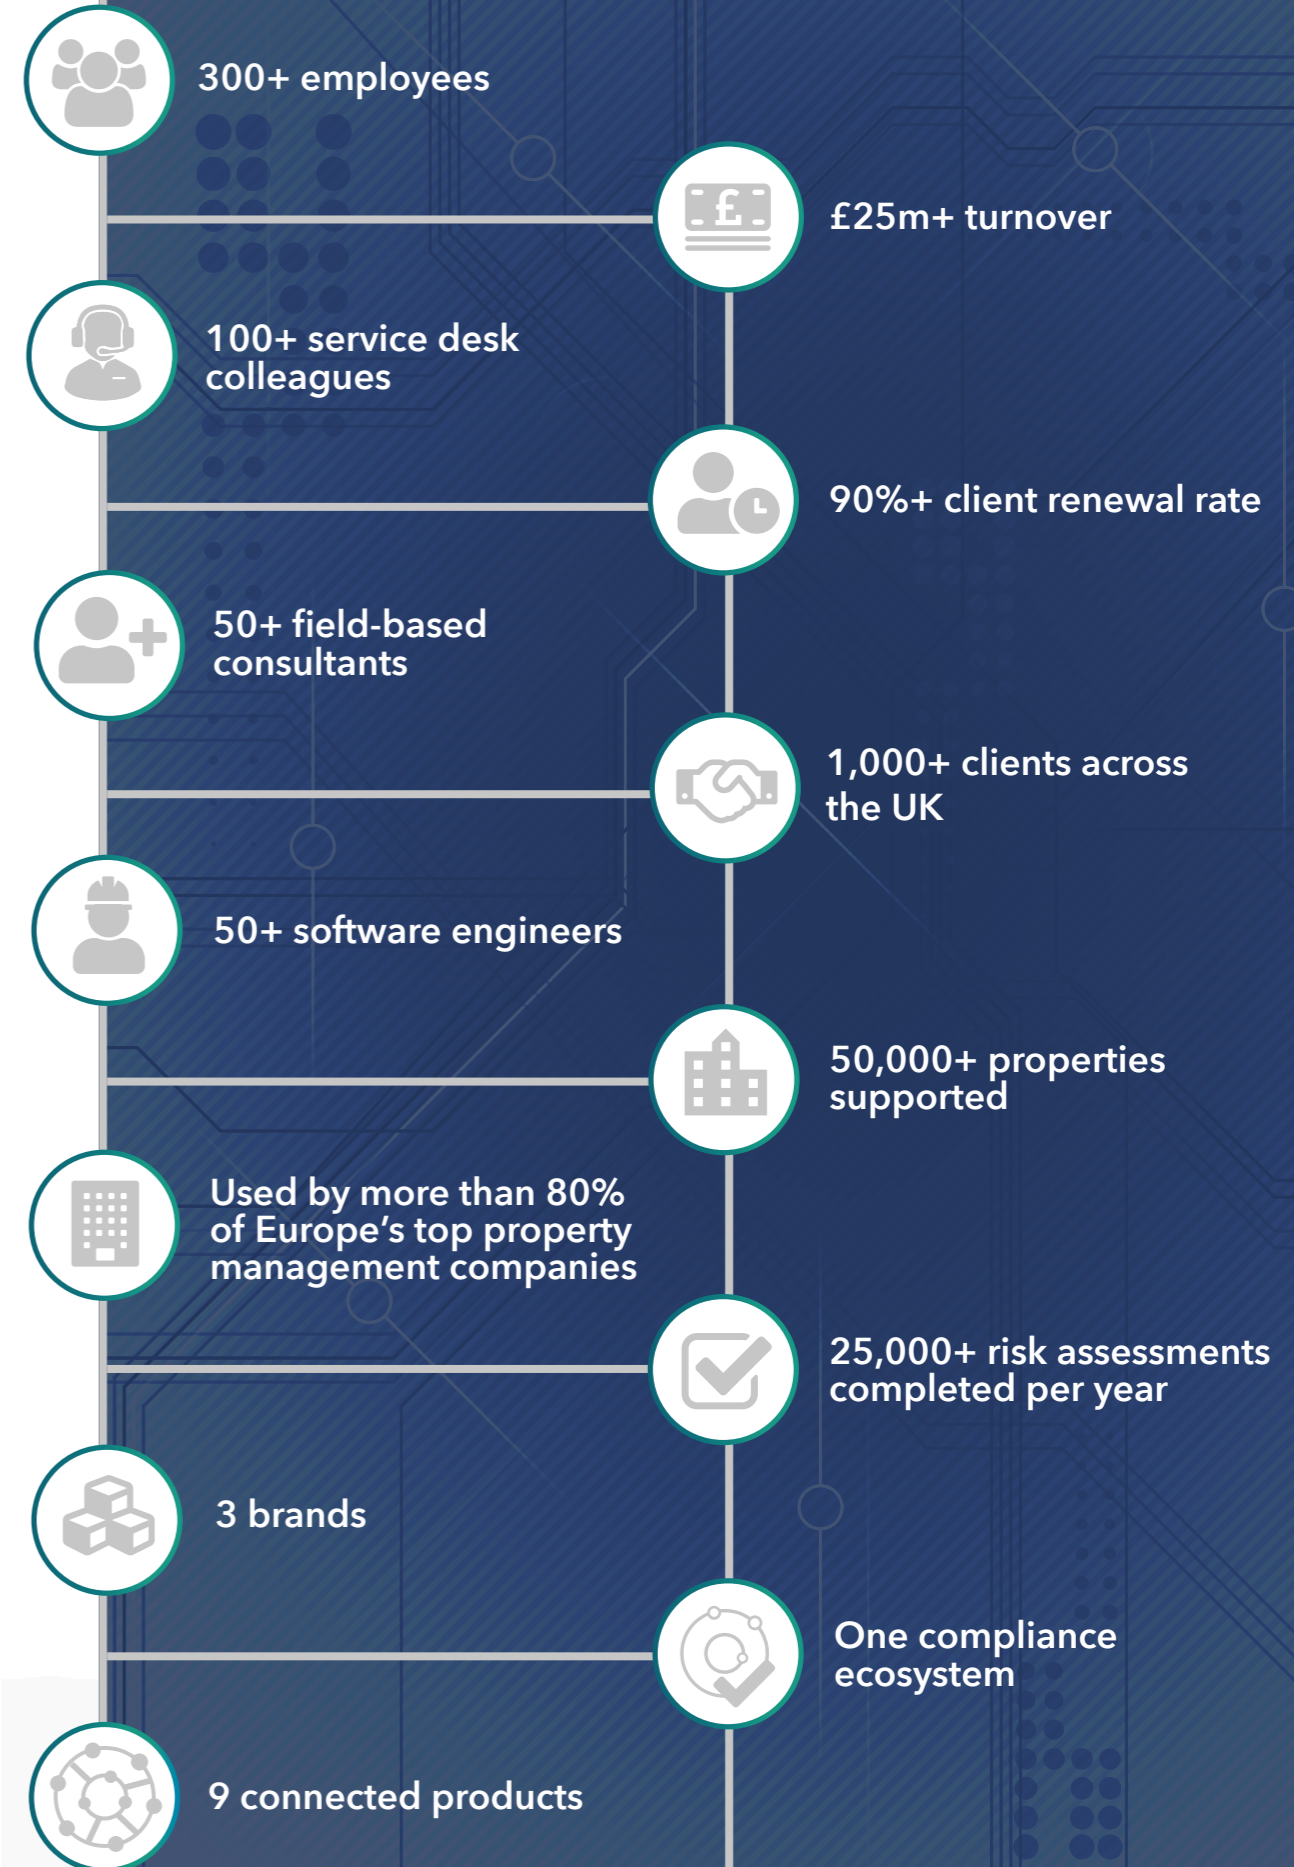 300+ employees
£25m+ turnover
100+ service desk
colleagues
90%+ client renewal rate
50+ field-based
consultants
1,000+ clients across
the UK
50+ software engineers
50,000+ properties
supported
Used by more than 80%
of Europe’s top property
management companies
25,000+ risk assessments
completed per year
3 brands
One compliance
ecosystem
9 connected products